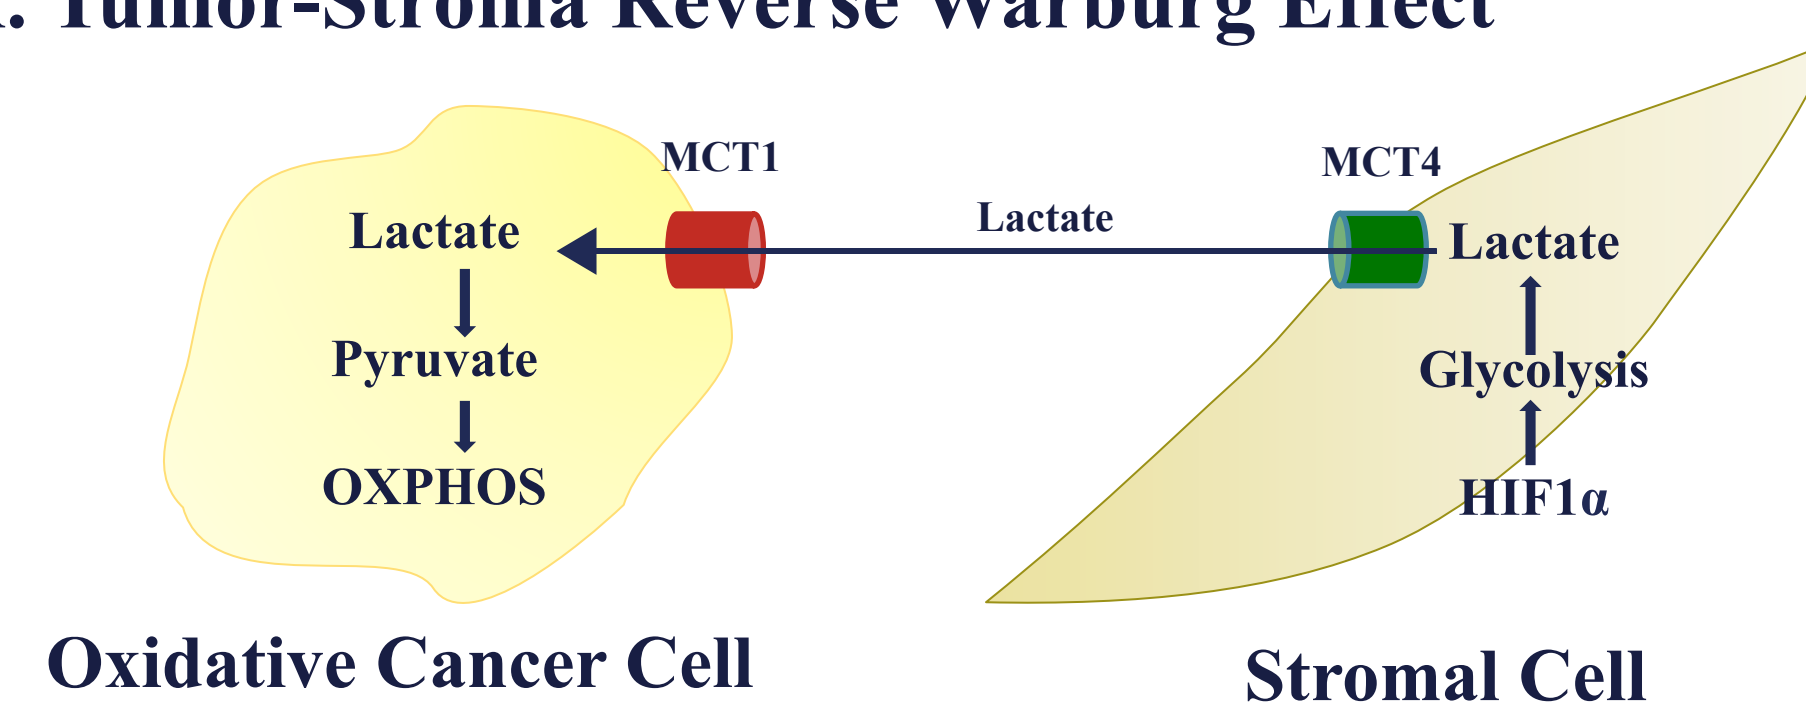 . Tumor-Stroma Reverse Warburg Effect
MCT1
MCT4
Lactate
Lactate
Lactate
Pyruvate
Glycolysis
OXPHOS
HIF1α
Oxidative Cancer Cell
Stromal Cell